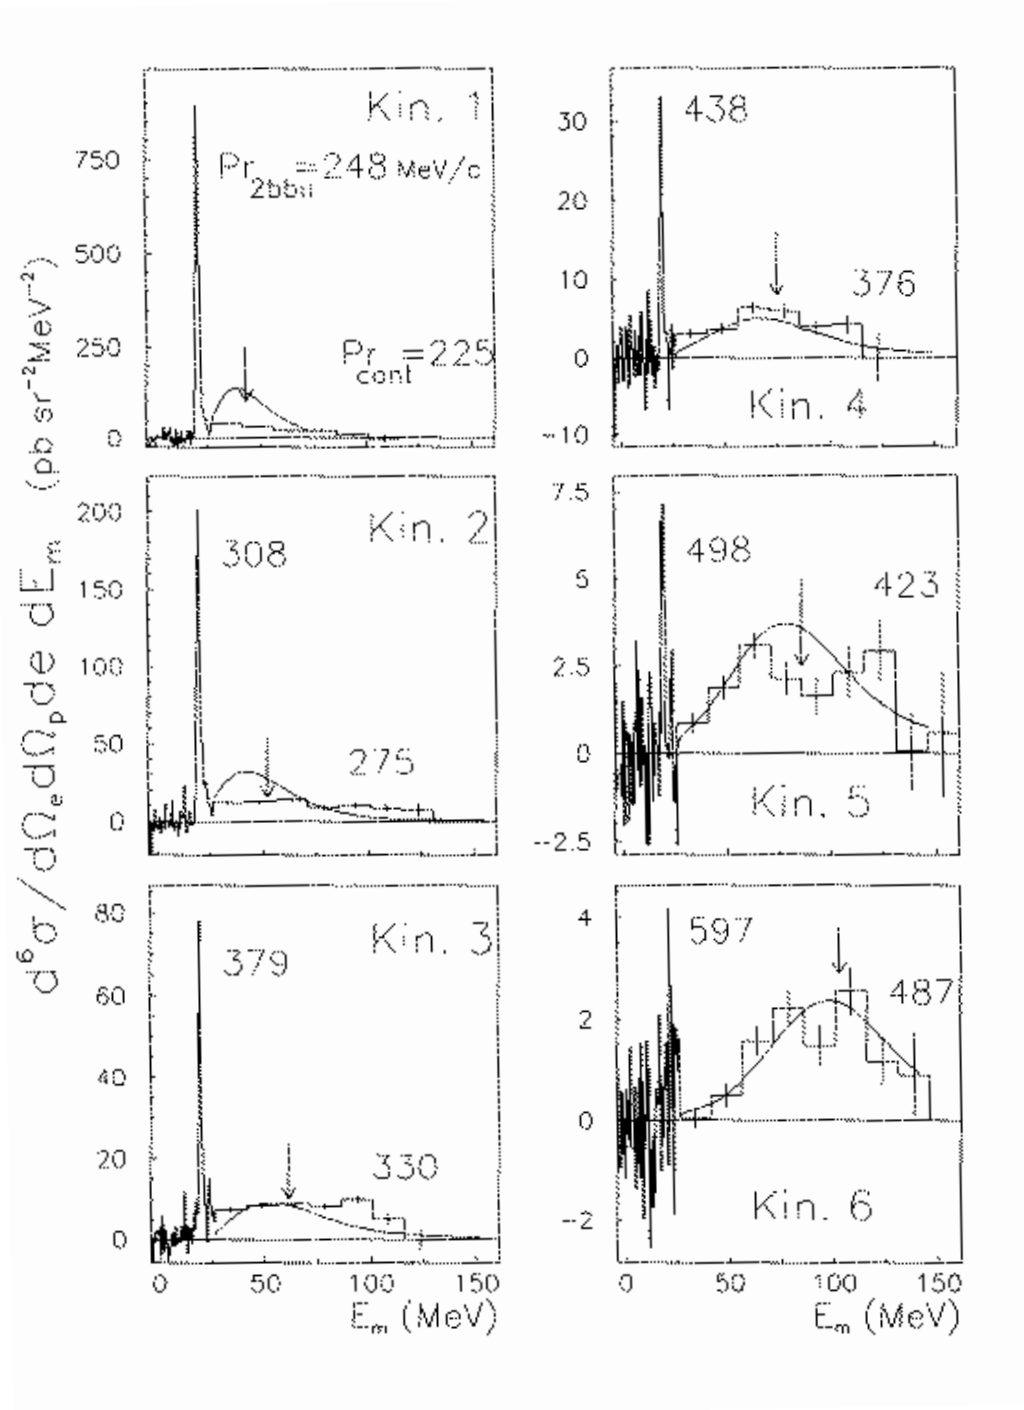 d⁶σ/dΩₑdΩₚde dEₘ (pb sr⁻²MeV⁻²)
Kin. 1
Pr_2bbu=248 MeV/c
Pr_cont=225
750
500
250
0
438
376
Kin. 4
30
20
10
0
-10
Kin. 2
308
275
200
150
100
50
0
498
423
Kin. 5
7.5
5
2.5
0
-2.5
Kin. 3
379
330
80
60
40
20
0
0 50 100 150
Eₘ (MeV)
597
487
Kin. 6
4
2
0
-2
0 50 100 150
Eₘ (MeV)